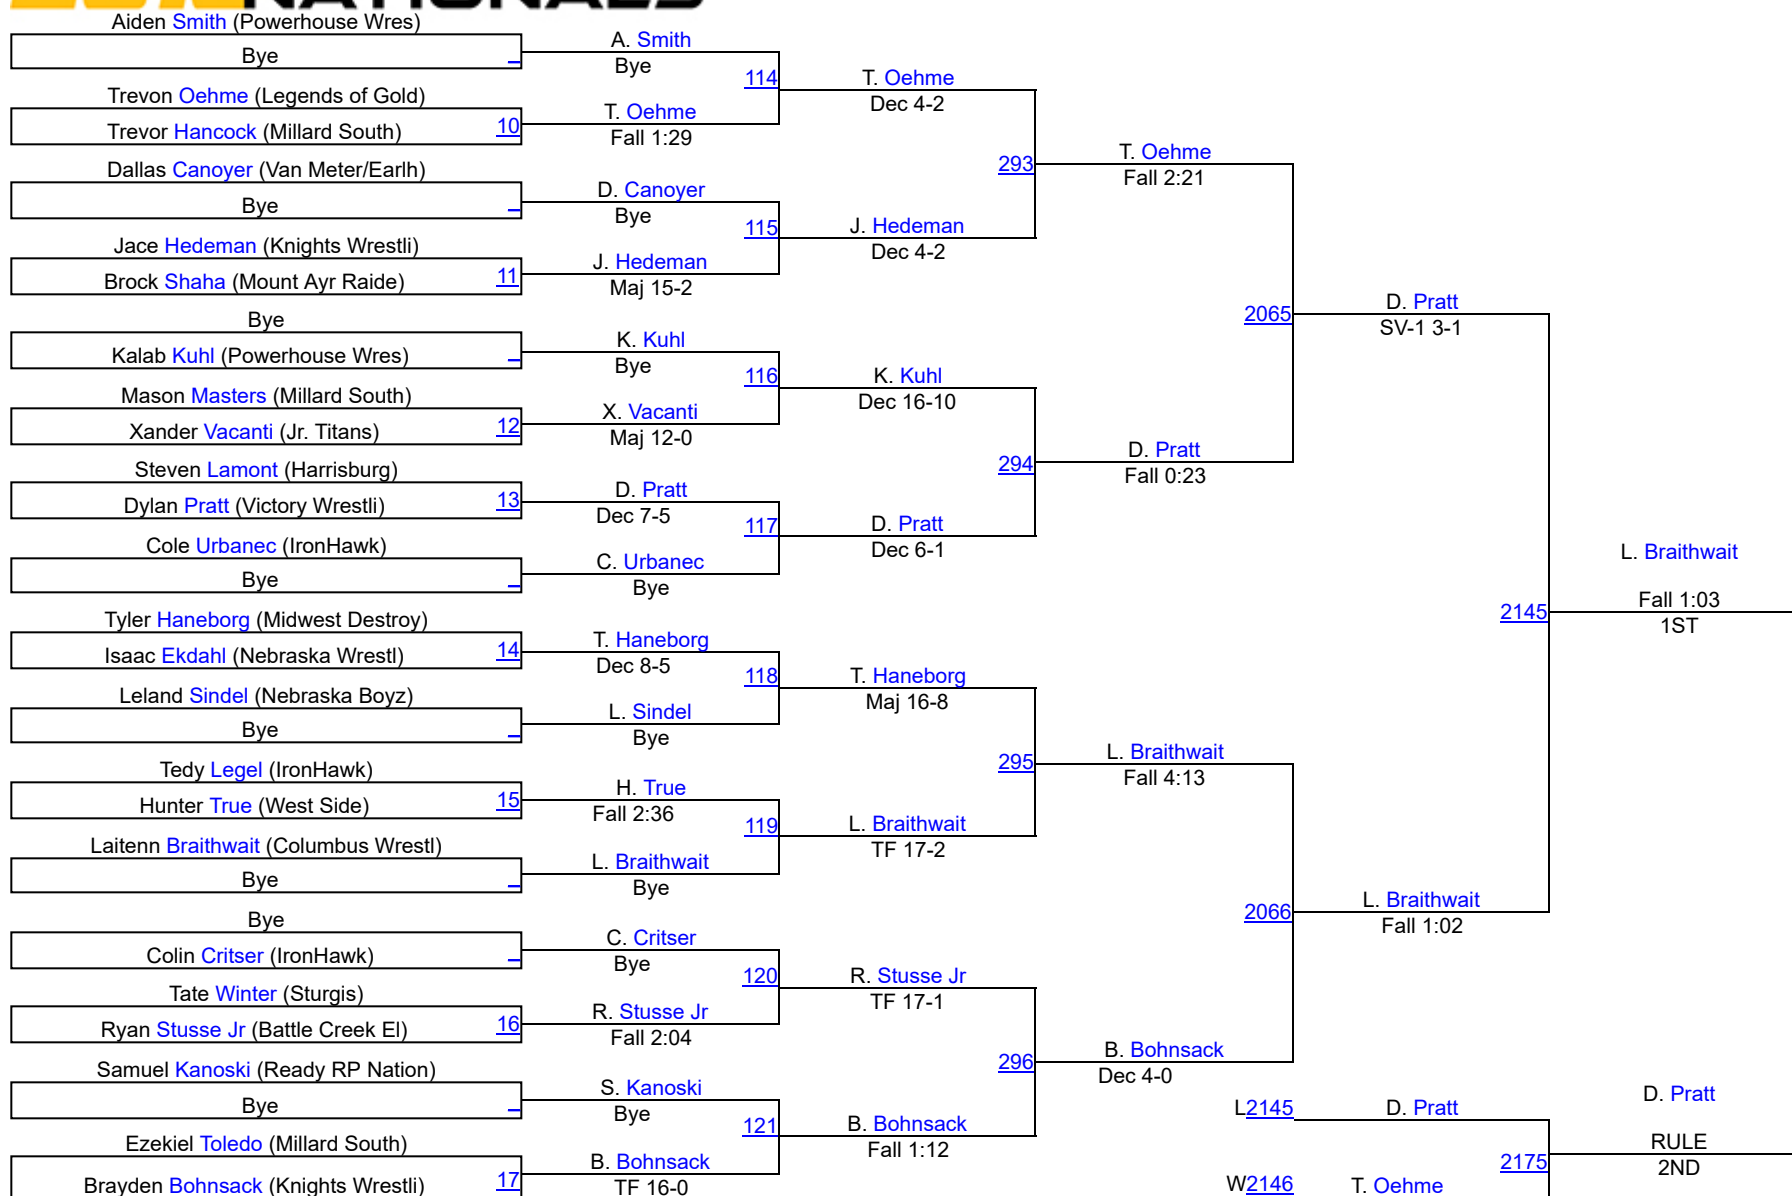 Aiden Smith (Powerhouse Wres)
Bye
Trevon Oehme (Legends of Gold)
10
Trevor Hancock (Millard South)
Dallas Canoyer (Van Meter/Earlh)
Bye
Jace Hedeman (Knights Wrestli)
11
Brock Shaha (Mount Ayr Raide)
Bye
Kalab Kuhl (Powerhouse Wres)
Mason Masters (Millard South)
12
Xander Vacanti (Jr. Titans)
Steven Lamont (Harrisburg)
13
Dylan Pratt (Victory Wrestli)
Cole Urbanec (IronHawk)
Bye
Tyler Haneborg (Midwest Destroy)
14
Isaac Ekdahl (Nebraska Wrestl)
Leland Sindel (Nebraska Boyz)
Bye
Tedy Legel (IronHawk)
15
Hunter True (West Side)
Laitenn Braithwait (Columbus Wrestl)
Bye
Bye
Colin Critser (IronHawk)
Tate Winter (Sturgis)
16
Ryan Stusse Jr (Battle Creek El)
Samuel Kanoski (Ready RP Nation)
Bye
Ezekiel Toledo (Millard South)
17
Brayden Bohnsack (Knights Wrestli)
A. Smith
Bye
114
T. Oehme
Fall 1:29
D. Canoyer
Bye
115
J. Hedeman
Maj 15-2
K. Kuhl
Bye
116
X. Vacanti
Maj 12-0
D. Pratt
Dec 7-5
117
C. Urbanec
Bye
T. Haneborg
Dec 8-5
118
L. Sindel
Bye
H. True
Fall 2:36
119
L. Braithwait
Bye
C. Critser
Bye
120
R. Stusse Jr
Fall 2:04
S. Kanoski
Bye
121
B. Bohnsack
TF 16-0
T. Oehme
Dec 4-2
293
J. Hedeman
Dec 4-2
K. Kuhl
Dec 16-10
294
D. Pratt
Dec 6-1
T. Haneborg
Maj 16-8
295
L. Braithwait
TF 17-2
R. Stusse Jr
TF 17-1
296
B. Bohnsack
Fall 1:12
T. Oehme
Fall 2:21
2065
D. Pratt
Fall 0:23
L. Braithwait
Fall 4:13
2066
B. Bohnsack
Dec 4-0
D. Pratt
SV-1 3-1
2145
L. Braithwait
Fall 1:02
L. Braithwait
Fall 1:03
1ST
L2145
D. Pratt
2175
W2146
T. Oehme
D. Pratt
RULE
2ND